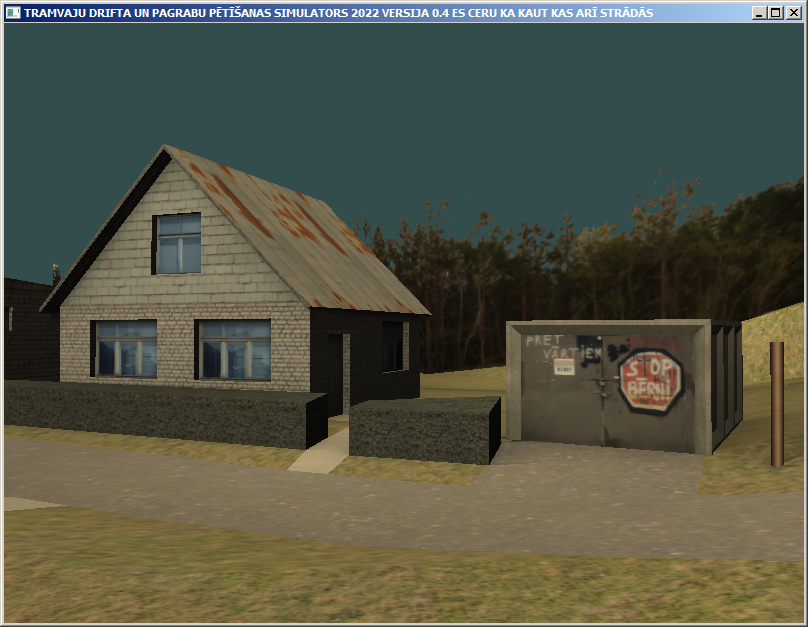 TRAMVAJU DRIFTA UN PAGRABU PĒTĪŠANAS SIMULATORS 2022 VERSIJA 0.4 ES CERU KA KAUT KAS ARĪ STRĀDĀS
PRET
VĀRTIEM
STOP
BĒRNI